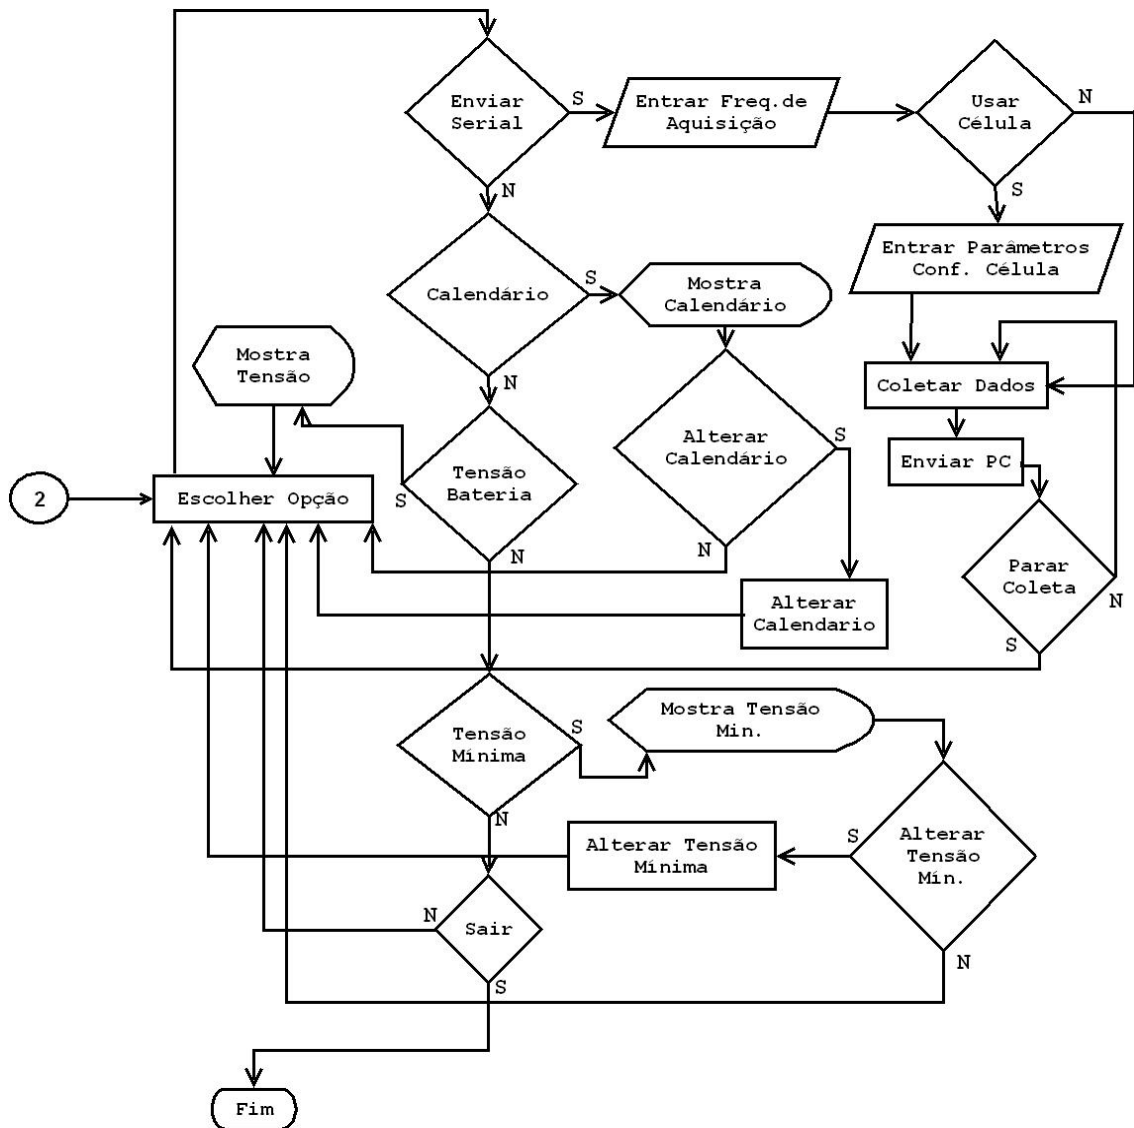 Enviar
Serial
S
Entrar Freq.de
Aquisição
Usar
Célula
N
N
S
Calendário
S
Mostra
Calendário
Entrar Parâmetros
Conf. Célula
Mostra
Tensão
N
Coletar Dados
Alterar
Calendário
S
Enviar PC
2
Escolher Opção
S
Tensão
Bateria
N
N
Parar
Coleta
N
S
Alterar
Calendario
Tensão
Mínima
S
Mostra Tensão
Min.
N
Alterar Tensão
Mínima
S
Alterar
Tensão
Mín.
N
Sair
S
N
Fim